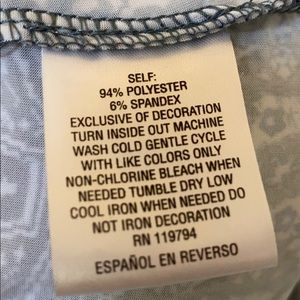 SELF:
94% POLYESTER
6% SPANDEX
EXCLUSIVE OF DECORATION
TURN INSIDE OUT MACHINE
WASH COLD GENTLE CYCLE
WITH LIKE COLORS ONLY
NON-CHLORINE BLEACH WHEN
NEEDED TUMBLE DRY LOW
COOL IRON WHEN NEEDED DO
NOT IRON DECORATION
RN 119794
ESPAÑOL EN REVERSO